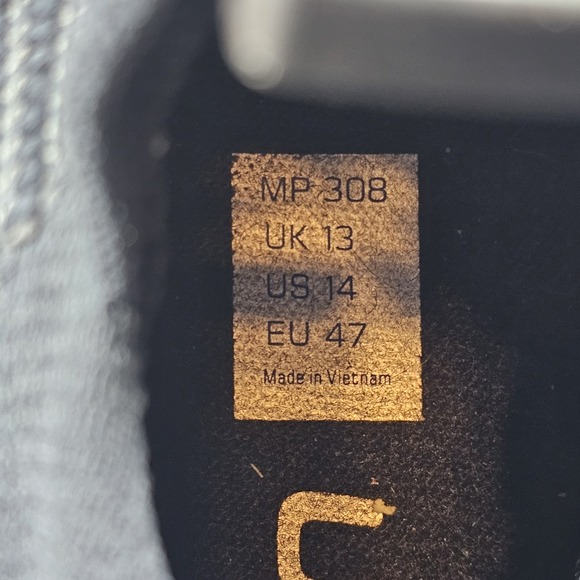 MP 308
UK 13
US 14
EU 47
Made in Vietnam